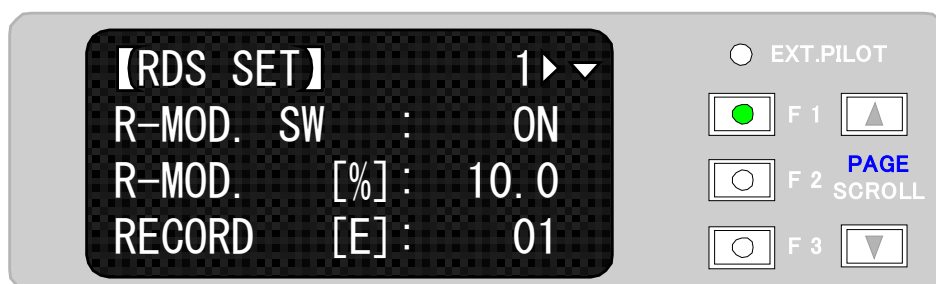 【RDS SET】 1
R-MOD. SW : ON
R-MOD. [%] : 10.0
RECORD [E] : 01
EXT.PILOT
F 1
F 2
PAGE
SCROLL
F 3